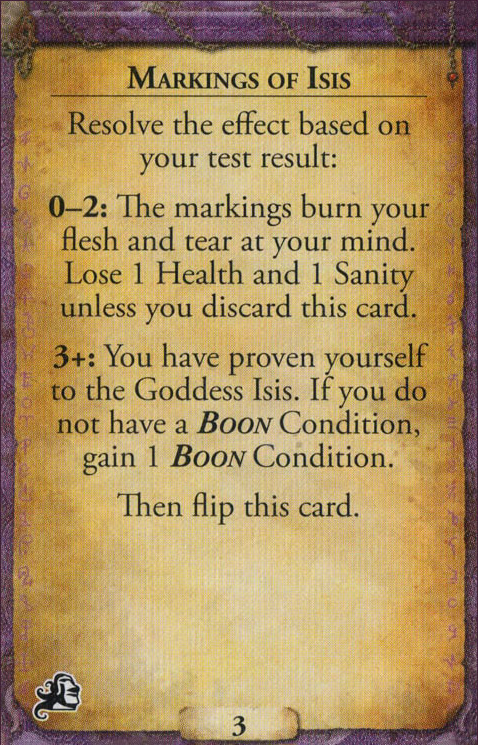 MARKINGS OF ISIS
Resolve the effect based on
your test result:
0–2: The markings burn your
flesh and tear at your mind.
Lose 1 Health and 1 Sanity
unless you discard this card.
3+: You have proven yourself
to the Goddess Isis. If you do
not have a BOON Condition,
gain 1 BOON Condition.
Then flip this card.
3